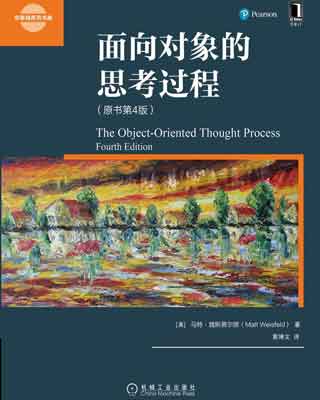 Pearson
面向对象的
思考过程
（原书第4版）
The Object-Oriented Thought Process
Fourth Edition
[美] 马特·魏斯费尔德（Matt Weisfeld） 著
黄博文 译
机械工业出版社
China Machine Press